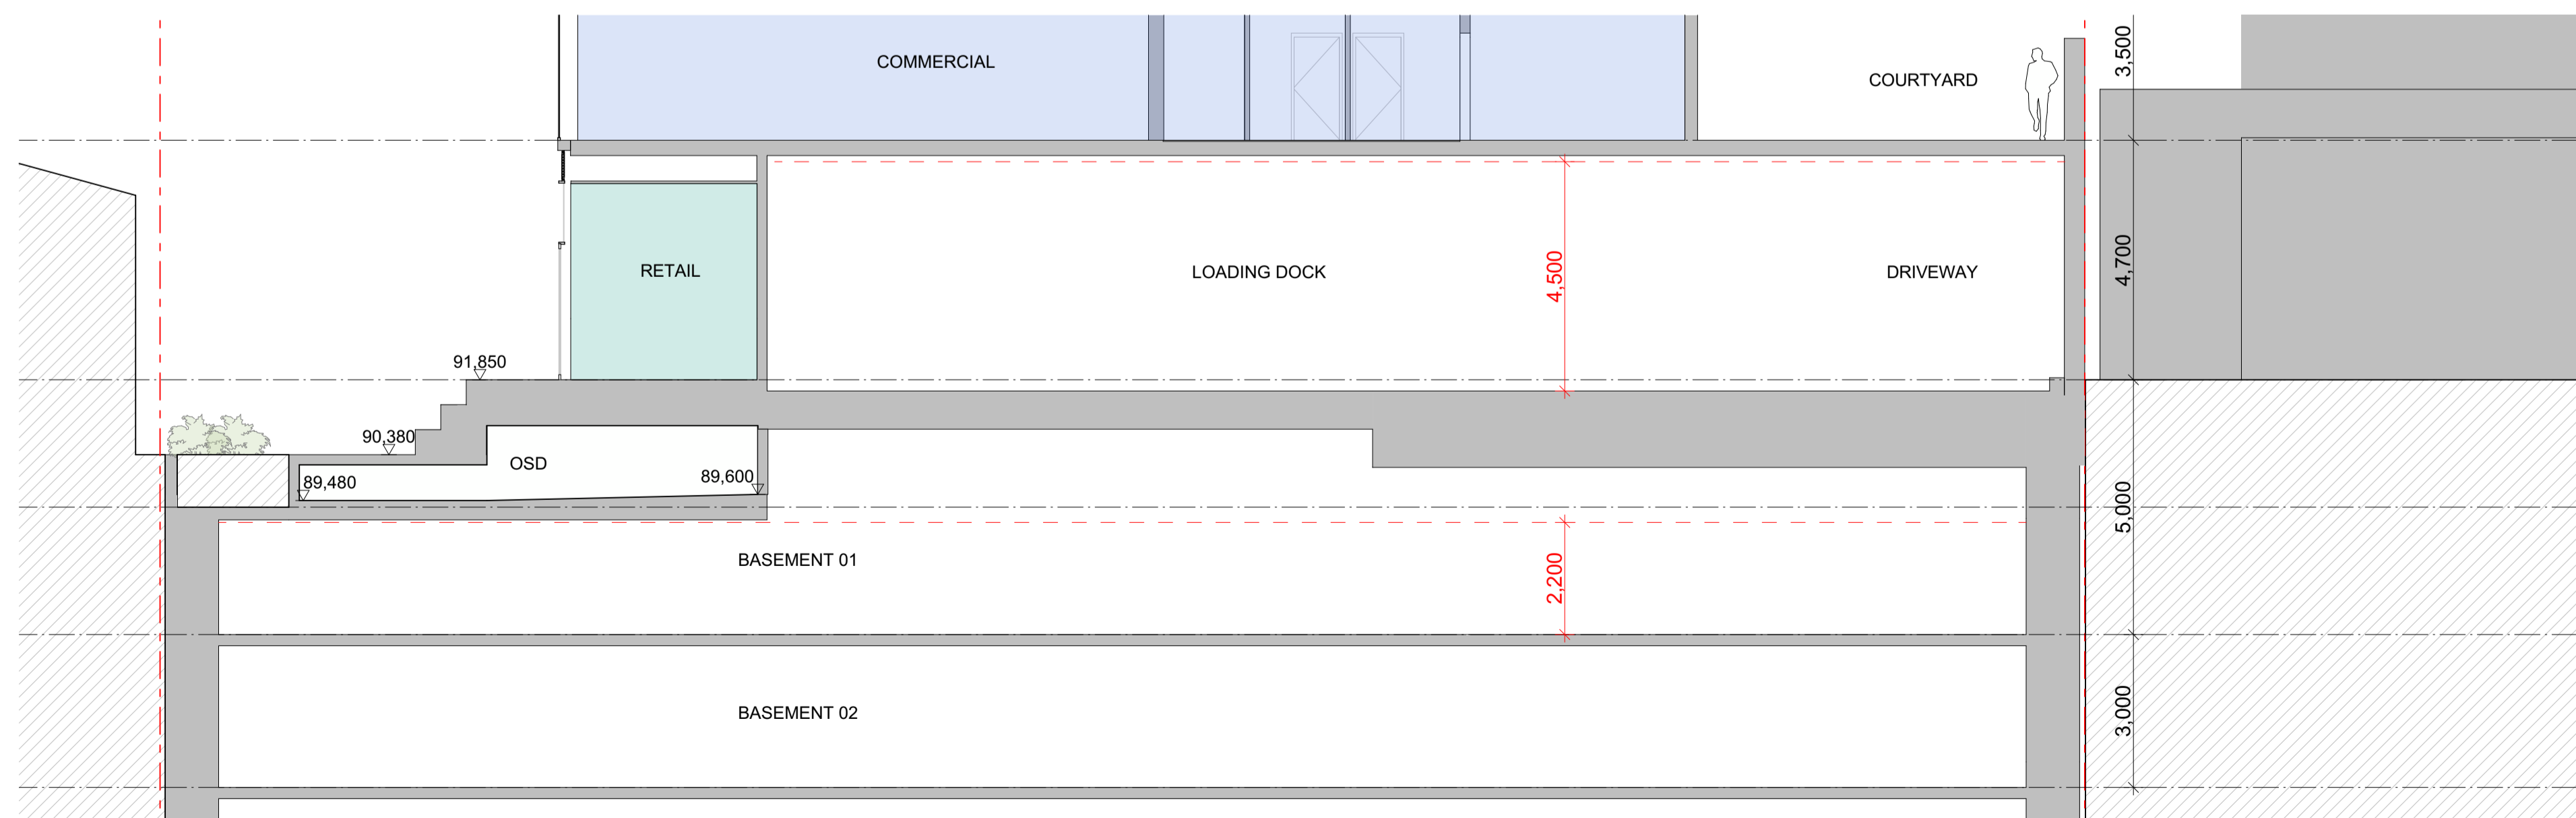 COMMERCIAL
COURTYARD
3,500
RETAIL
LOADING DOCK
4,500
DRIVEWAY
4,700
91,850
90,380
OSD
89,480
89,600
5,000
BASEMENT 01
2,200
BASEMENT 02
3,000